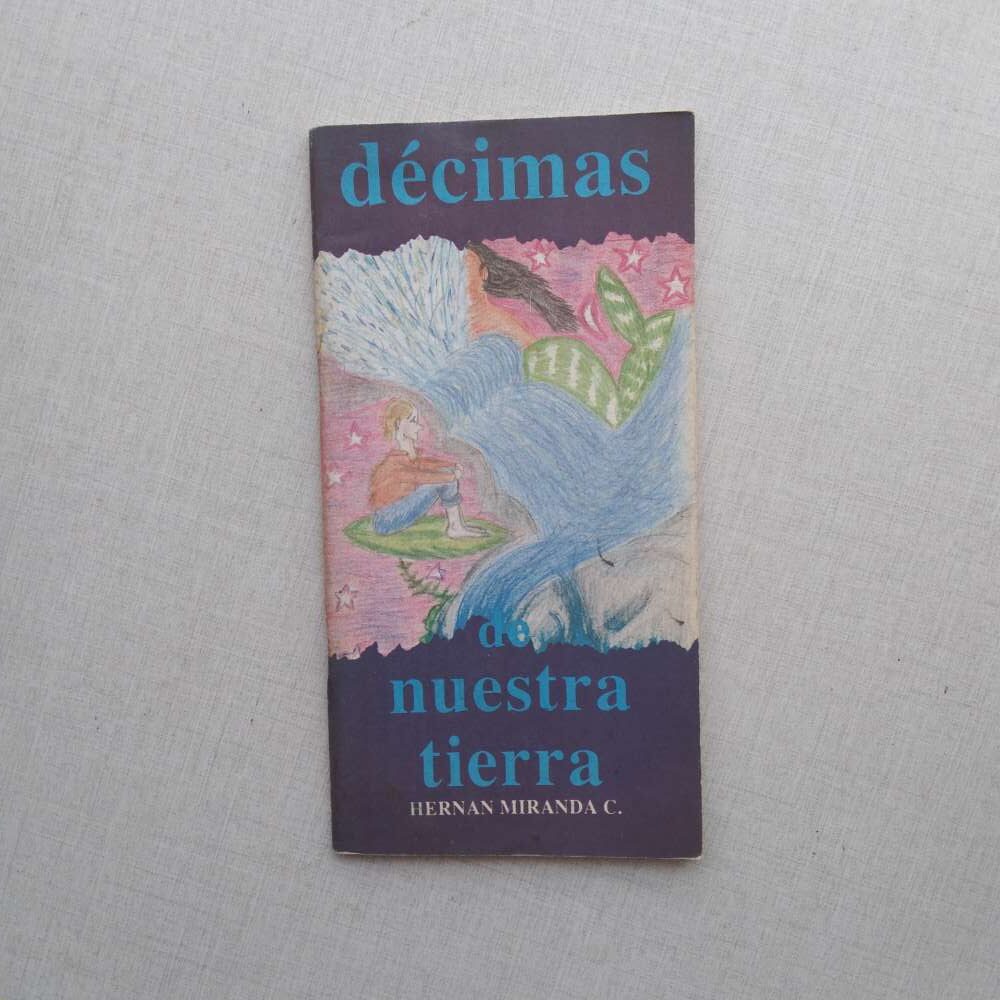 décimas
de
nuestra
tierra
HERNAN MIRANDA C.